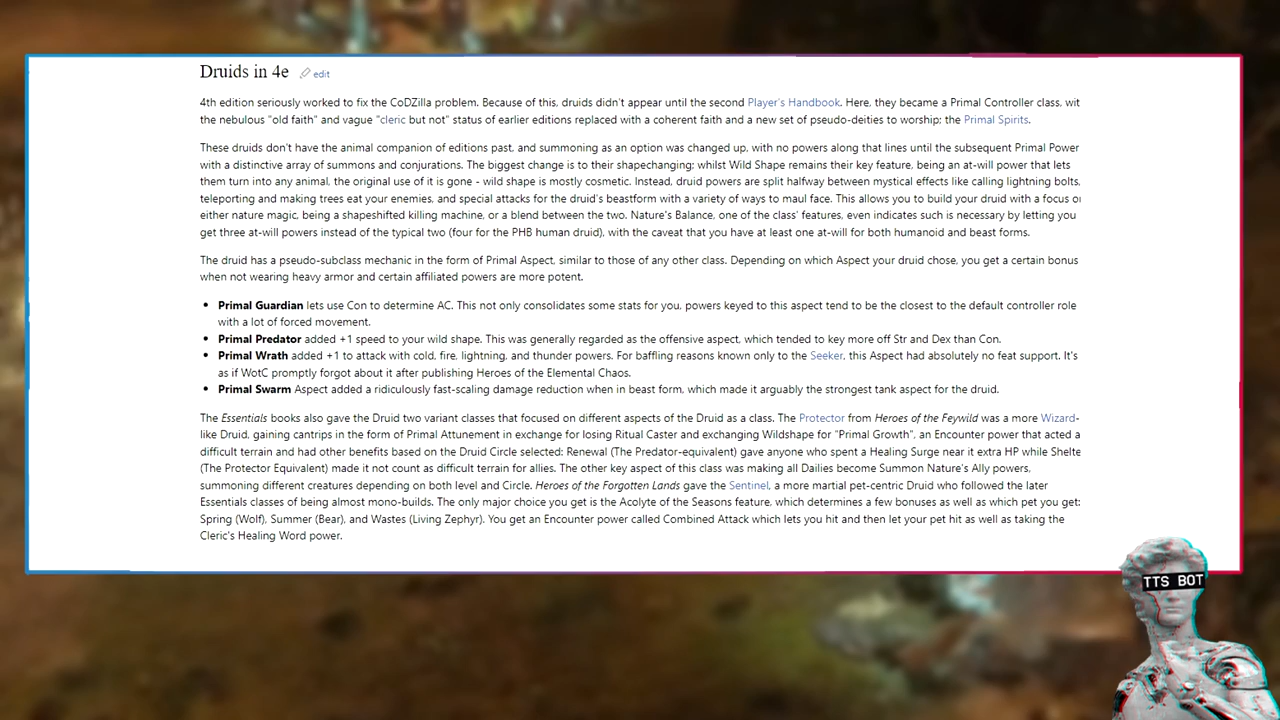 Druids in 4e edit
4th edition seriously worked to fix the CoDZilla problem. Because of this, druids didn't appear until the second Player's Handbook. Here, they became a Primal Controller class, wit
the nebulous "old faith" and vague "cleric but not" status of earlier editions replaced with a coherent faith and a new set of pseudo-deities to worship; the Primal Spirits.
These druids don't have the animal companion of editions past, and summoning as an option was changed up, with no powers along that lines until the subsequent Primal Power
with a distinctive array of summons and conjurations. The biggest change is to their shapechanging; whilst Wild Shape remains their key feature, being an at-will power that lets
them turn into any animal, the original use of it is gone - wild shape is mostly cosmetic. Instead, druid powers are split halfway between mystical effects like calling lightning bolts,
teleporting and making trees eat your enemies, and special attacks for the druid's beastform with a variety of ways to maul face. This allows you to build your druid with a focus o
either nature magic, being a shapeshifted killing machine, or a blend between the two. Nature's Balance, one of the class' features, even indicates such is necessary by letting you
get three at-will powers instead of the typical two (four for the PHB human druid), with the caveat that you have at least one at-will for both humanoid and beast forms.
The druid has a pseudo-subclass mechanic in the form of Primal Aspect, similar to those of any other class. Depending on which Aspect your druid chose, you get a certain bonus
when not wearing heavy armor and certain affiliated powers are more potent.
• Primal Guardian lets use Con to determine AC. This not only consolidates some stats for you, powers keyed to this aspect tend to be the closest to the default controller role
with a lot of forced movement.
• Primal Predator added +1 speed to your wild shape. This was generally regarded as the offensive aspect, which tended to key more off Str and Dex than Con.
• Primal Wrath added +1 to attack with cold, fire, lightning, and thunder powers. For baffling reasons known only to the Seeker, this Aspect had absolutely no feat support. It's
as if WotC promptly forgot about it after publishing Heroes of the Elemental Chaos.
• Primal Swarm Aspect added a ridiculously fast-scaling damage reduction when in beast form, which made it arguably the strongest tank aspect for the druid.
The Essentials books also gave the Druid two variant classes that focused on different aspects of the Druid as a class. The Protector from Heroes of the Feywild was a more Wizard-
like Druid, gaining cantrips in the form of Primal Attunement in exchange for losing Ritual Caster and exchanging Wildshape for "Primal Growth", an Encounter power that acted a
difficult terrain and had other benefits based on the Druid Circle selected: Renewal (The Predator-equivalent) gave anyone who spent a Healing Surge near it extra HP while Shelte
(The Protector Equivalent) made it not count as difficult terrain for allies. The other key aspect of this class was making all Dailies become Summon Nature's Ally powers,
summoning different creatures depending on both level and Circle. Heroes of the Forgotten Lands gave the Sentinel, a more martial pet-centric Druid who followed the later
Essentials classes of being almost mono-builds. The only major choice you get is the Acolyte of the Seasons feature, which determines a few bonuses as well as which pet you get:
Spring (Wolf), Summer (Bear), and Wastes (Living Zephyr). You get an Encounter power called Combined Attack which lets you hit and then let your pet hit as well as taking the
Cleric's Healing Word power.
TTS BOT